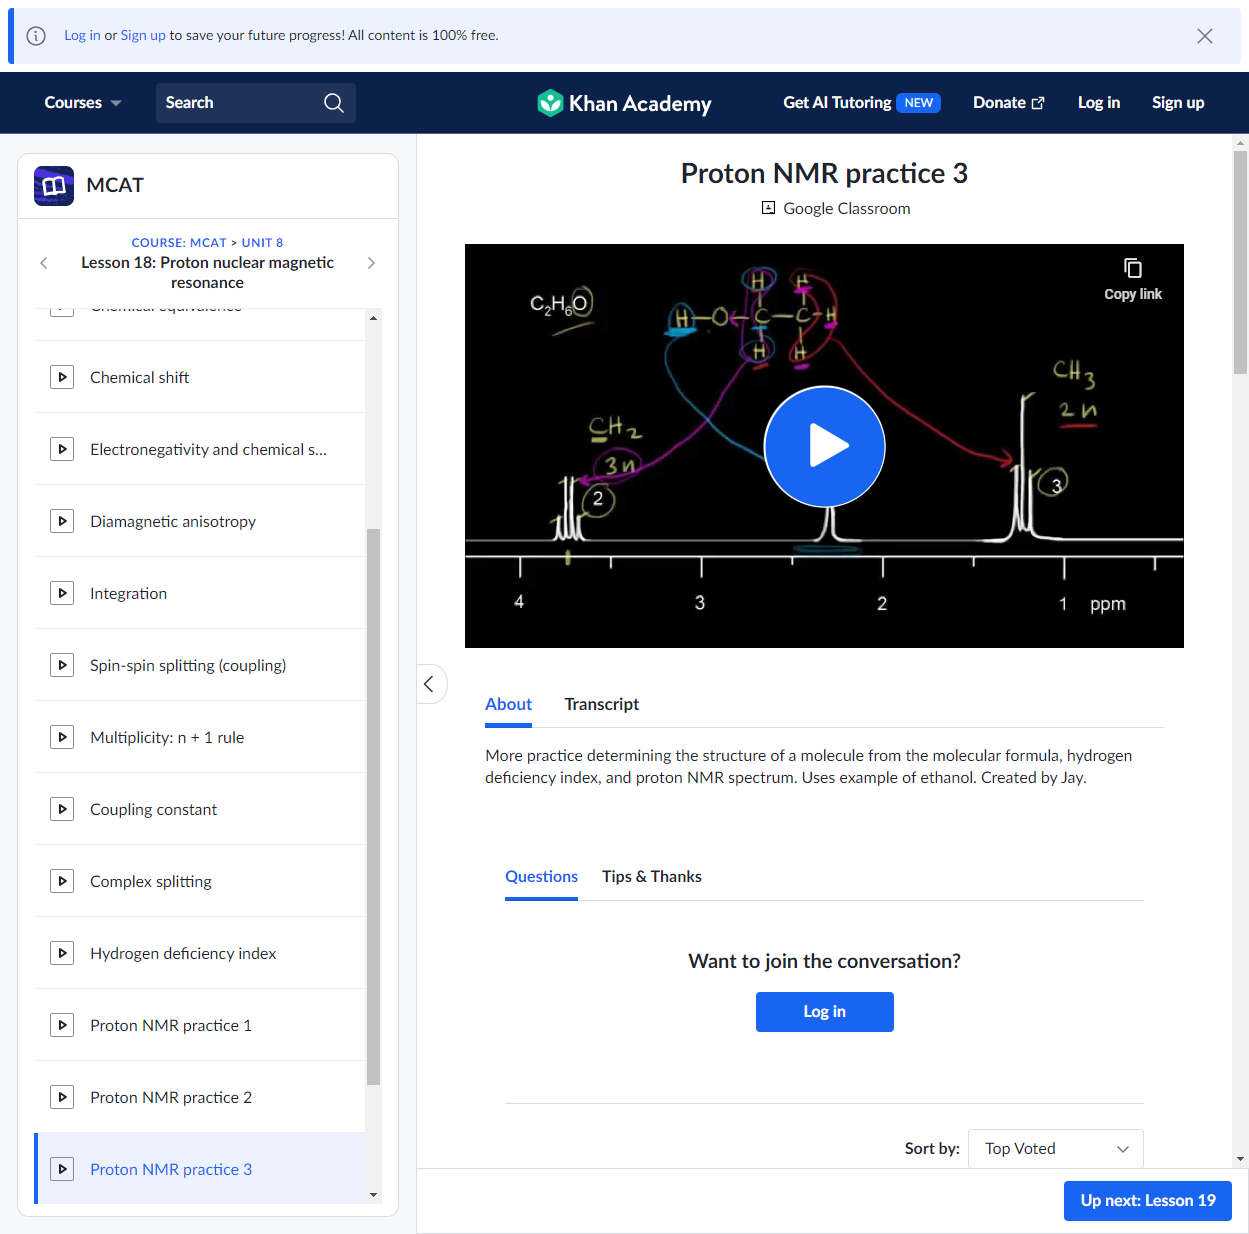 Log in or Sign up to save your future progress! All content is 100% free.
Courses
Search
Khan Academy
Get AI Tutoring NEW
Donate
Log in
Sign up
MCAT
COURSE: MCAT > UNIT 8
Lesson 18: Proton nuclear magnetic
resonance
Chemical equivalence
Chemical shift
Electronegativity and chemical s...
Diamagnetic anisotropy
Integration
Spin-spin splitting (coupling)
Multiplicity: n + 1 rule
Coupling constant
Complex splitting
Hydrogen deficiency index
Proton NMR practice 1
Proton NMR practice 2
Proton NMR practice 3
Proton NMR practice 3
Google Classroom
Copy link
C₂H₆O
H H
H–O–C–C–H
H H
CH₃
2n
CH₂
3n
2
3
4 3 2 1 ppm
About Transcript
More practice determining the structure of a molecule from the molecular formula, hydrogen
deficiency index, and proton NMR spectrum. Uses example of ethanol. Created by Jay.
Questions Tips & Thanks
Want to join the conversation?
Log in
Sort by: Top Voted
Up next: Lesson 19